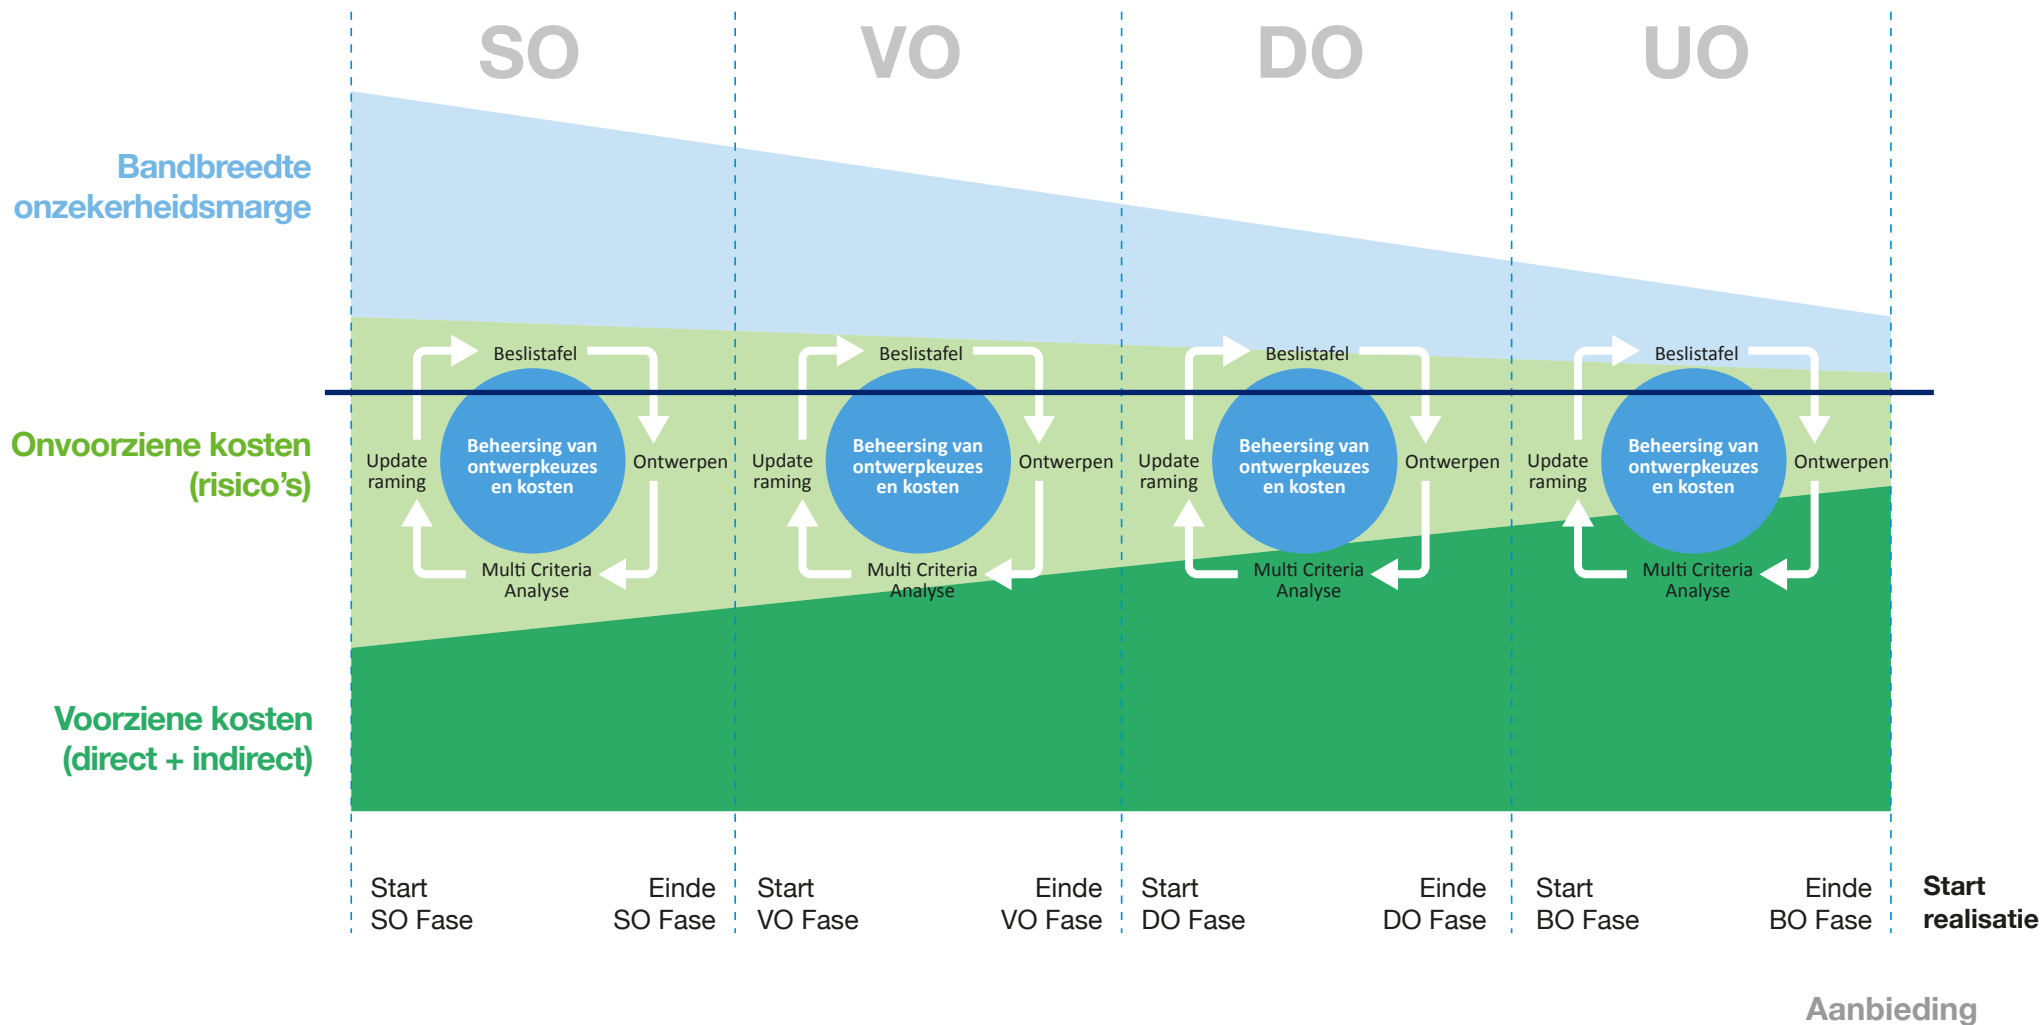 SO
VO
DO
UO
Bandbreedte
onzekerheidsmarge
Onvoorziene kosten
(risico’s)
Voorziene kosten
(direct + indirect)
Beslistafel
Update
raming
Beheersing van
ontwerpkeuzes
en kosten
Ontwerpen
Multi Criteria
Analyse
Beslistafel
Update
raming
Beheersing van
ontwerpkeuzes
en kosten
Ontwerpen
Multi Criteria
Analyse
Beslistafel
Update
raming
Beheersing van
ontwerpkeuzes
en kosten
Ontwerpen
Multi Criteria
Analyse
Beslistafel
Update
raming
Beheersing van
ontwerpkeuzes
en kosten
Ontwerpen
Multi Criteria
Analyse
Start
SO Fase
Einde
SO Fase
Start
VO Fase
Einde
VO Fase
Start
DO Fase
Einde
DO Fase
Start
BO Fase
Einde
BO Fase
Start
realisatie
Aanbieding